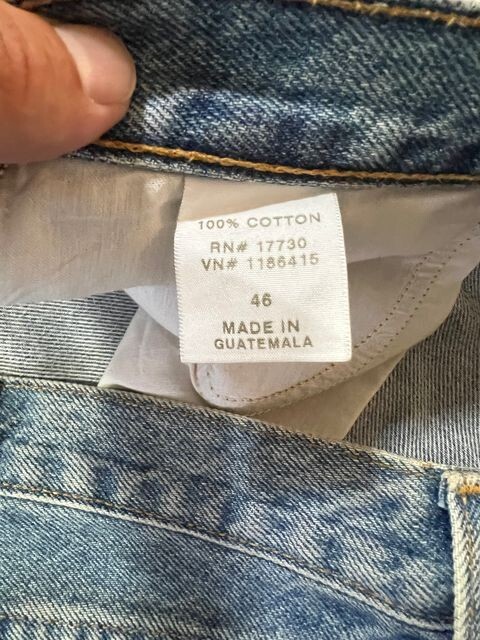 100% COTTON
RN# 17730
VN# 1186415
46
MADE IN
GUATEMALA